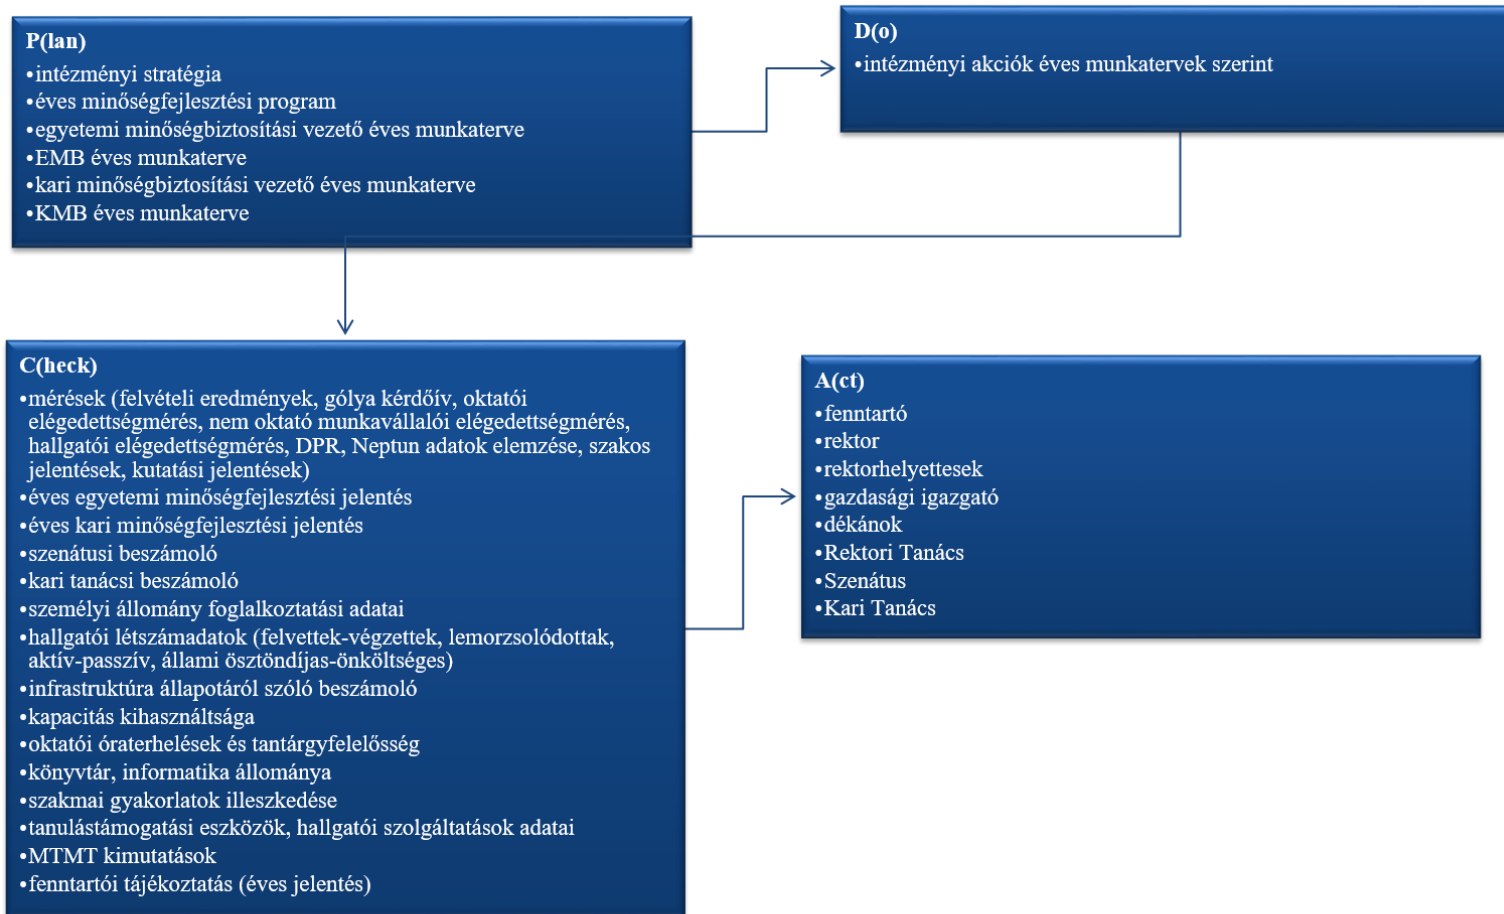 P(lan)
•intézményi stratégia
•éves minőségfejlesztési program
•egyetemi minőségbiztosítási vezető éves munkaterve
•EMB éves munkaterve
•kari minőségbiztosítási vezető éves munkaterve
•KMB éves munkaterve
D(o)
•intézményi akciók éves munkatervek szerint
C(heck)
•mérések (felvételi eredmények, gólya kérdőív, oktatói
elégedettségmérés, nem oktató munkavállalói elégedettségmérés,
hallgatói elégedettségmérés, DPR, Neptun adatok elemzése, szakos
jelentések, kutatási jelentések)
•éves egyetemi minőségfejlesztési jelentés
•éves kari minőségfejlesztési jelentés
•szenátusi beszámoló
•kari tanácsi beszámoló
•személyi állomány foglalkoztatási adatai
•hallgatói létszámadatok (felvettek-végzettek, lemorzsolódottak,
aktív-passzív, állami ösztöndíjas-önköltséges)
•infrastruktúra állapotáról szóló beszámoló
•kapacitás kihasználtsága
•oktatói óraterhelések és tantárgyfelelősség
•könyvtár, informatika állománya
•szakmai gyakorlatok illeszkedése
•tanulástámogatási eszközök, hallgatói szolgáltatások adatai
•MTMT kimutatások
•fenntartói tájékoztatás (éves jelentés)
A(ct)
•fenntartó
•rektor
•rektorhelyettesek
•gazdasági igazgató
•dékánok
•Rektori Tanács
•Szenátus
•Kari Tanács